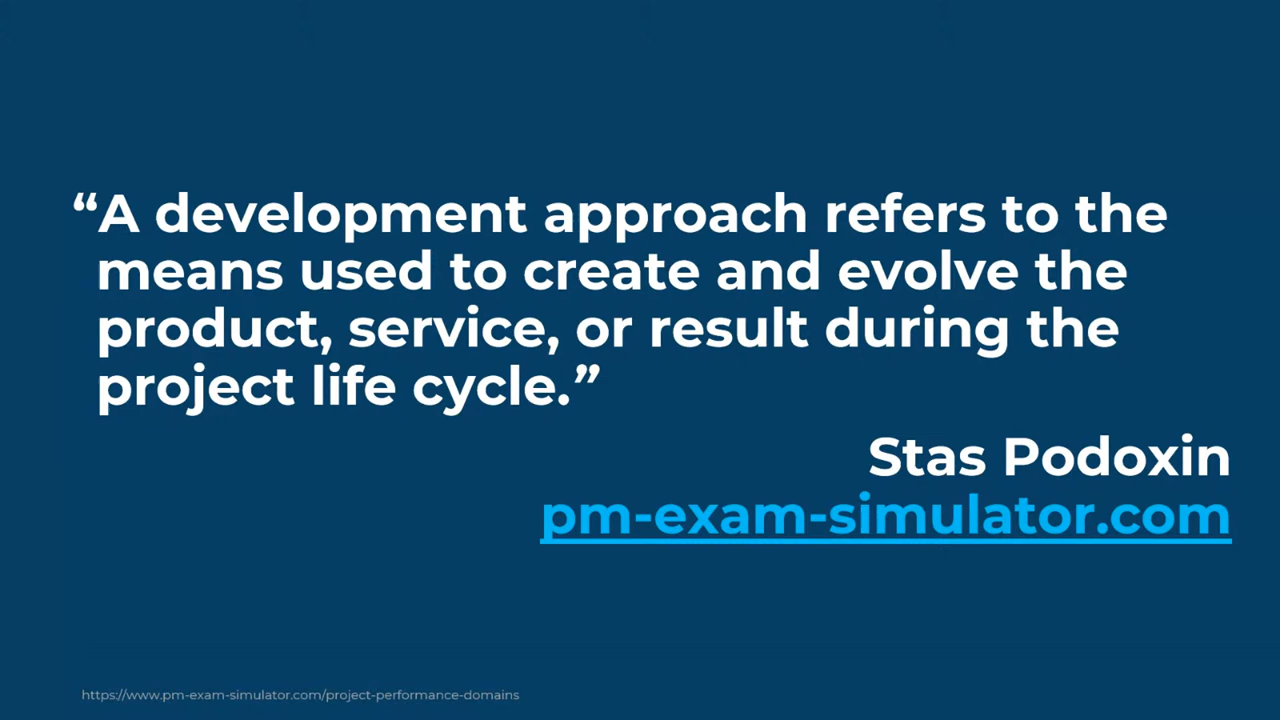 “A development approach refers to the
means used to create and evolve the
product, service, or result during the
project life cycle.”
Stas Podoxin
pm-exam-simulator.com
https://www.pm-exam-simulator.com/project-performance-domains